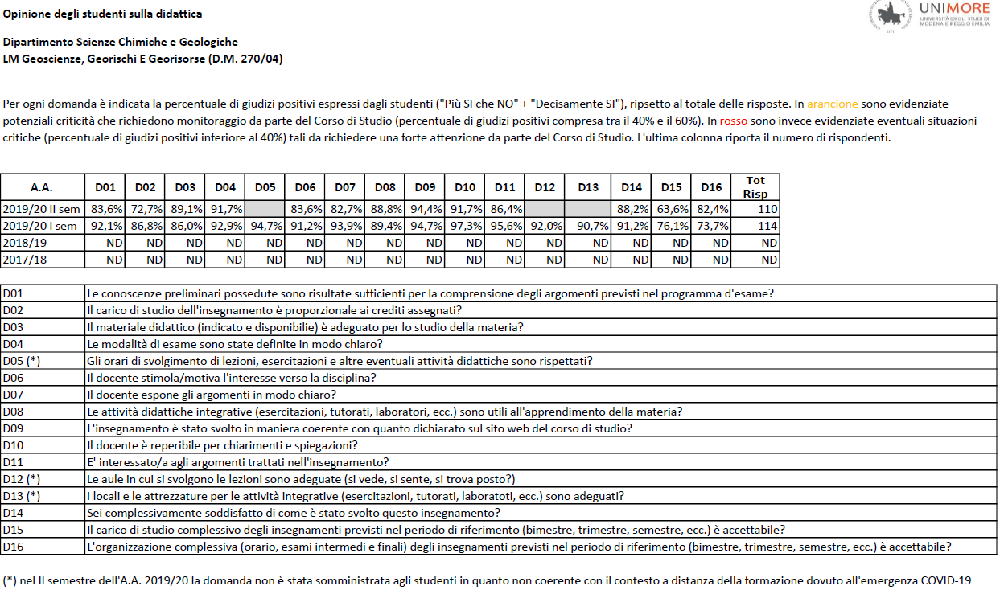 Opinione degli studenti sulla didattica
UNIMORE
UNIVERSITÀ DEGLI STUDI DI
MODENA E REGGIO EMILIA
Dipartimento Scienze Chimiche e Geologiche
LM Geoscienze, Georischi E Georisorse (D.M. 270/04)
Per ogni domanda è indicata la percentuale di giudizi positivi espressi dagli studenti ("Più SI che NO" + "Decisamente SI"), ripsetto al totale delle risposte. In arancione sono evidenziate
potenziali criticità che richiedono monitoraggio da parte del Corso di Studio (percentuale di giudizi positivi compresa tra il 40% e il 60%). In rosso sono invece evidenziate eventuali situazioni
critiche (percentuale di giudizi positivi inferiore al 40%) tali da richiedere una forte attenzione da parte del Corso di Studio. L'ultima colonna riporta il numero di rispondenti.
A.A. D01 D02 D03 D04 D05 D06 D07 D08 D09 D10 D11 D12 D13 D14 D15 D16 Tot Risp
2019/20 II sem 83,6% 72,7% 89,1% 91,7% 83,6% 82,7% 88,8% 94,4% 91,7% 86,4% 88,2% 63,6% 82,4% 110
2019/20 I sem 92,1% 86,8% 86,0% 92,9% 94,7% 91,2% 93,9% 89,4% 94,7% 97,3% 95,6% 92,0% 90,7% 91,2% 76,1% 73,7% 114
2018/19 ND ND ND ND ND ND ND ND ND ND ND ND ND ND ND ND ND
2017/18 ND ND ND ND ND ND ND ND ND ND ND ND ND ND ND ND ND
D01 Le conoscenze preliminari possedute sono risultate sufficienti per la comprensione degli argomenti previsti nel programma d'esame?
D02 Il carico di studio dell'insegnamento è proporzionale ai crediti assegnati?
D03 Il materiale didattico (indicato e disponibilie) è adeguato per lo studio della materia?
D04 Le modalità di esame sono state definite in modo chiaro?
D05 (*) Gli orari di svolgimento di lezioni, esercitazioni e altre eventuali attività didattiche sono rispettati?
D06 Il docente stimola/motiva l'interesse verso la disciplina?
D07 Il docente espone gli argomenti in modo chiaro?
D08 Le attività didattiche integrative (esercitazioni, tutorati, laboratori, ecc.) sono utili all'apprendimento della materia?
D09 L'insegnamento è stato svolto in maniera coerente con quanto dichiarato sul sito web del corso di studio?
D10 Il docente è reperibile per chiarimenti e spiegazioni?
D11 E' interessato/a agli argomenti trattati nell'insegnamento?
D12 (*) Le aule in cui si svolgono le lezioni sono adeguate (si vede, si sente, si trova posto?)
D13 (*) I locali e le attrezzature per le attività integrative (esercitazioni, tutorati, laboratoti, ecc.) sono adeguati?
D14 Sei complessivamente soddisfatto di come è stato svolto questo insegnamento?
D15 Il carico di studio complessivo degli insegnamenti previsti nel periodo di riferimento (bimestre, trimestre, semestre, ecc.) è accettabile?
D16 L'organizzazione complessiva (orario, esami intermedi e finali) degli insegnamenti previsti nel periodo di riferimento (bimestre, trimestre, semestre, ecc.) è accettabile?
(*) nel II semestre dell'A.A. 2019/20 la domanda non è stata somministrata agli studenti in quanto non coerente con il contesto a distanza della formazione dovuto all'emergenza COVID-19